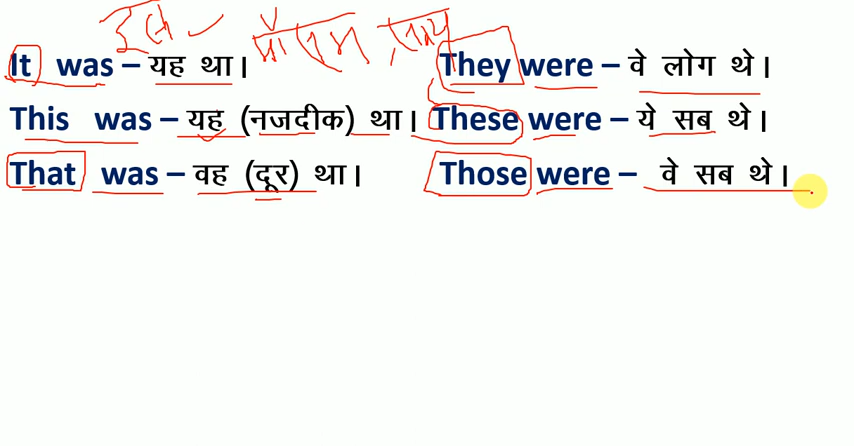 It was – यह था। They were – वे लोग थे।
This was – यह (नजदीक) था। These were – ये सब थे।
That was – वह (दूर) था। Those were – वे सब थे।